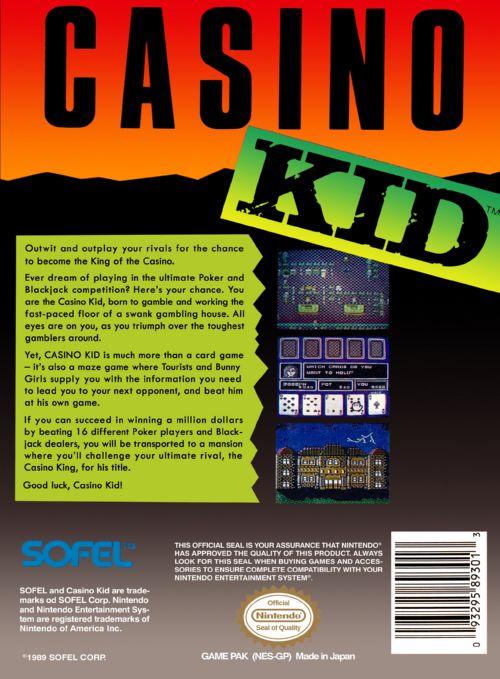 CASINO
KID™
Outwit and outplay your rivals for the chance
to become the King of the Casino.
Ever dream of playing in the ultimate Poker and
Blackjack competition? Here's your chance. You
are the Casino Kid, born to gamble and working the
fast-paced floor of a swank gambling house. All
eyes are on you, as you triumph over the toughest
gamblers around.
Yet, CASINO KID is much more than a card game
– it's also a maze game where Tourists and Bunny
Girls supply you with the information you need
to lead you to your next opponent, and beat him
at his own game.
If you can succeed in winning a million dollars
by beating 16 different Poker players and Black-
jack dealers, you will be transported to a mansion
where you'll challenge your ultimate rival, the
Casino King, for his title.
Good luck, Casino Kid!
WHICH CARDS DO YOU
WANT TO HOLD?
POT
YOU
SOFEL™
SOFEL and Casino Kid are trade-
marks od SOFEL Corp. Nintendo
and Nintendo Entertainment Sys-
tem are registered trademarks of
Nintendo of America Inc.
©1989 SOFEL CORP.
THIS OFFICIAL SEAL IS YOUR ASSURANCE THAT NINTENDO®
HAS APPROVED THE QUALITY OF THIS PRODUCT. ALWAYS
LOOK FOR THIS SEAL WHEN BUYING GAMES AND ACCES-
SORIES TO ENSURE COMPLETE COMPATIBILITY WITH YOUR
NINTENDO ENTERTAINMENT SYSTEM®.
Official
Nintendo®
Seal of Quality
GAME PAK (NES-GP) Made in Japan
0 93295 89301 3